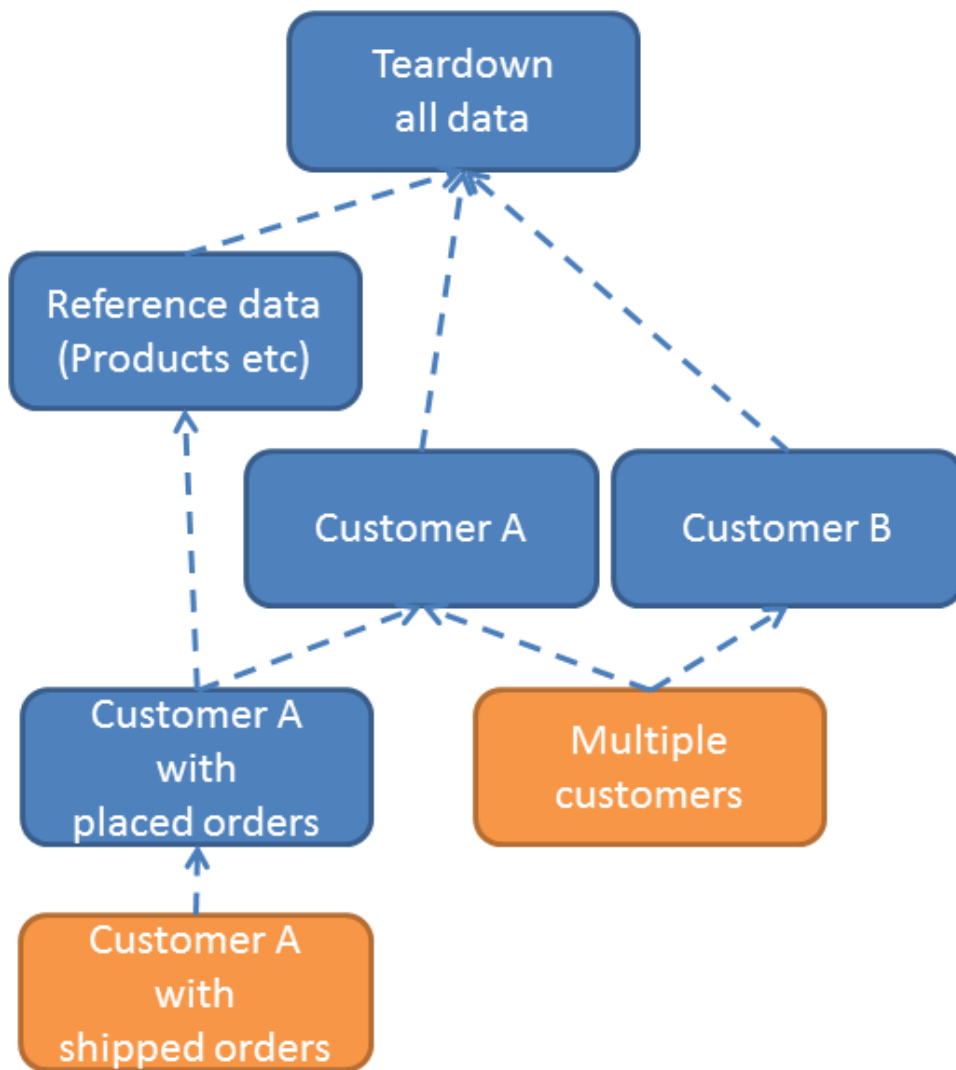 Teardown
all data
Reference data
(Products etc)
Customer A
Customer B
Customer A
with
placed orders
Multiple
customers
Customer A
with
shipped orders